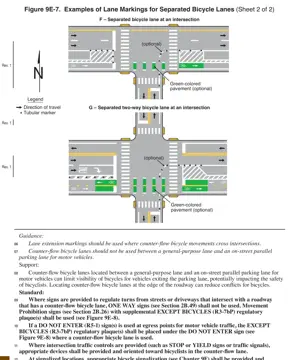 Figure 9E-7. Examples of Lane Markings for Separated Bicycle Lanes (Sheet 2 of 2)
F – Separated bicycle lane at an intersection
(optional)
N
Green-colored
pavement (optional)
Legend
Direction of travel
Tubular marker
G – Separated two-way bicycle lane at an intersection
(optional)
Green-colored
pavement (optional)
Guidance:
Lane extension markings should be used where counter-flow bicycle movements cross intersections.
Counter-flow bicycle lanes should not be used between a general-purpose lane and an on-street parallel
parking lane for motor vehicles.
Support:
Counter-flow bicycle lanes located between a general-purpose lane and an on-street parallel parking lane for
motor vehicles can limit visibility of bicycles for vehicles exiting the parking lane, potentially impacting the safety
of bicyclists. Counter-flow bicycle lanes at the edge of the roadway can reduce conflicts for bicycles.
Standard:
Where signs are provided to regulate turns from streets or driveways that intersect with a roadway
that has a counter-flow bicycle lane, ONE WAY signs (see Section 2B.49) shall not be used, Movement
Prohibition signs (see Section 2B.26) with supplemental EXCEPT BICYCLES (R3-7bP) regulatory
plaque(s) shall be used (see Figure 9E-8).
If a DO NOT ENTER (R5-1) sign(s) is used at egress points for motor vehicle traffic, the EXCEPT
BICYCLES (R3-7bP) regulatory plaque(s) shall be placed under the DO NOT ENTER sign (see
Figure 9E-8) where a counter-flow bicycle lane is used.
Where intersection traffic controls are provided (such as STOP or YIELD signs or traffic signals),
appropriate devices shall be provided and oriented toward bicyclists in the counter-flow lane.